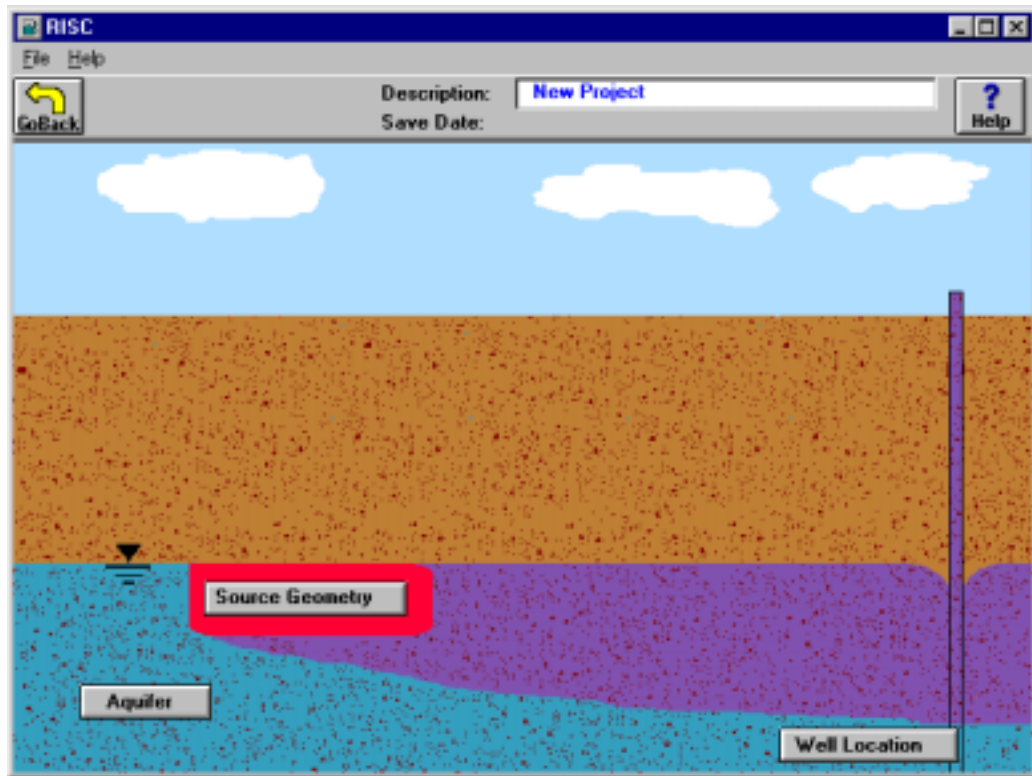 RISC
File Help
GoBack
Description: New Project
Save Date:
? Help
Source Geometry
Aquifer
Well Location